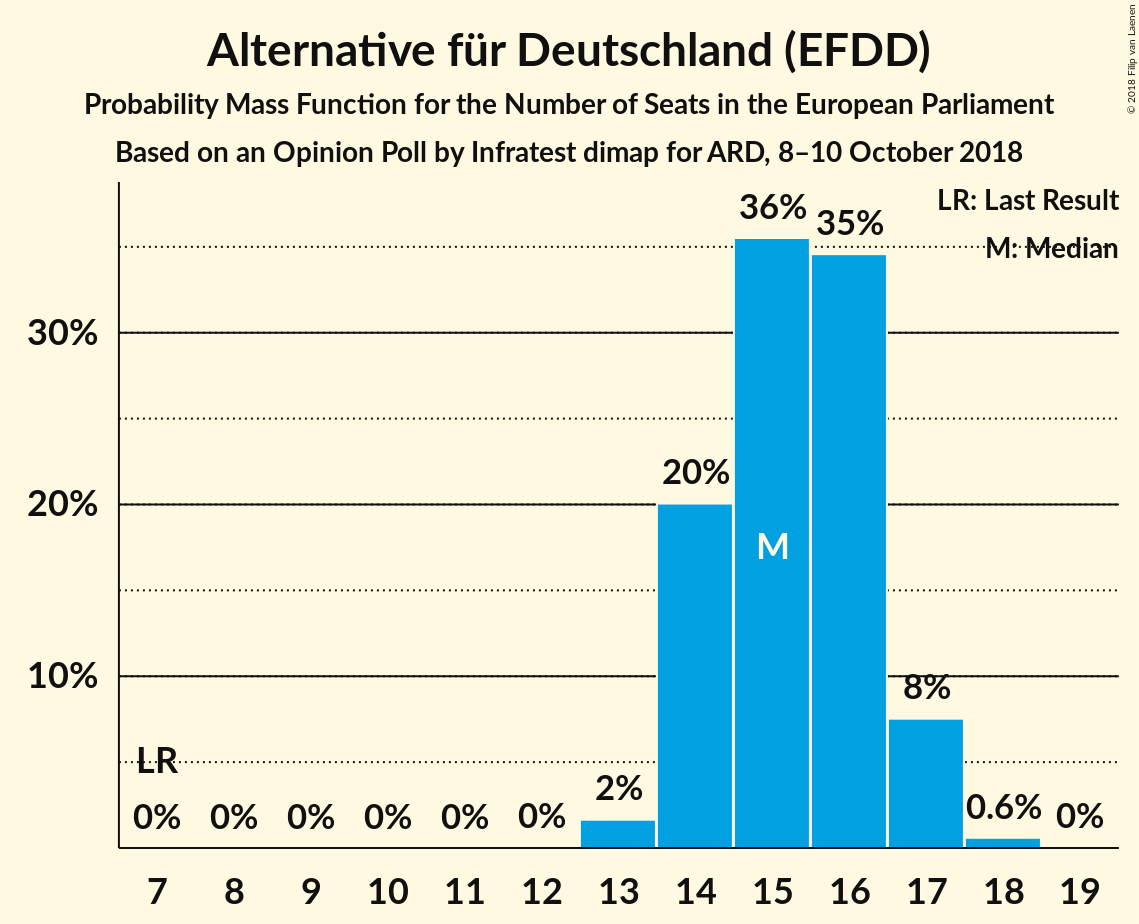 Alternative für Deutschland (EFDD)
Probability Mass Function for the Number of Seats in the European Parliament
Based on an Opinion Poll by Infratest dimap for ARD, 8–10 October 2018
© 2018 Filip van Laenen
LR: Last Result
M: Median
36%
35%
30%
20%
20%
M
10%
8%
LR
2%
0% 0% 0% 0% 0% 0% 0.6% 0%
7 8 9 10 11 12 13 14 15 16 17 18 19